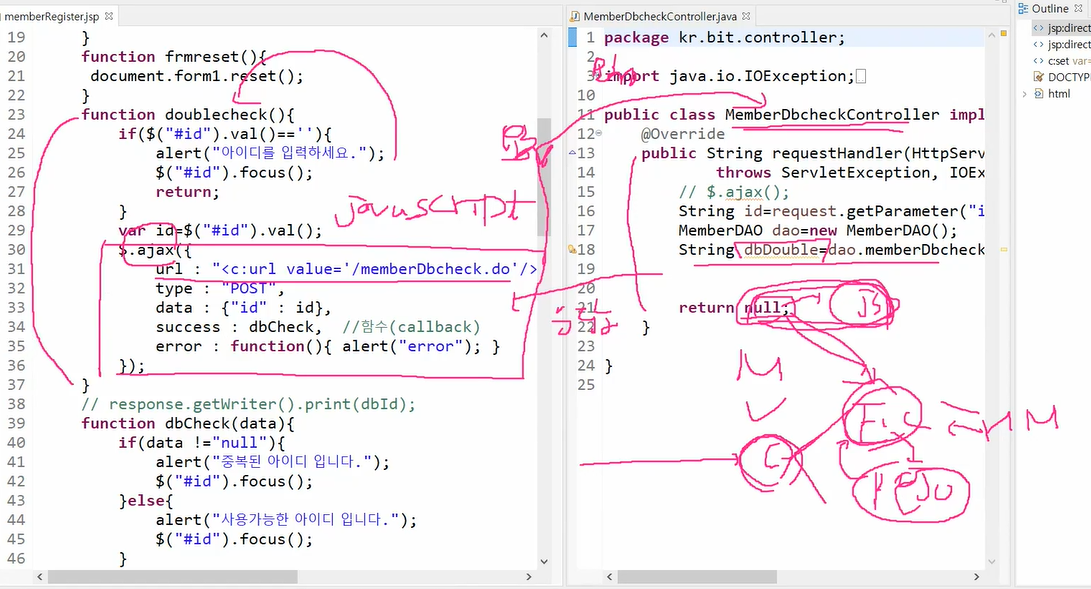 memberRegister.jsp
19 }
20 function frmreset(){
21 document.form1.reset();
22 }
23 function doublecheck(){
24 if($("#id").val()==''){
25 alert("아이디를 입력하세요.");
26 $("#id").focus();
27 return;
28 }
29 var id=$("#id").val();
30 $.ajax({
31 url : "<c:url value='/memberDbcheck.do'/>
32 type : "POST",
33 data : {"id" : id},
34 success : dbCheck, //함수(callback)
35 error : function(){ alert("error"); }
36 });
37 }
38 // response.getWriter().print(dbId);
39 function dbCheck(data){
40 if(data !="null"){
41 alert("중복된 아이디 입니다.");
42 $("#id").focus();
43 }else{
44 alert("사용가능한 아이디 입니다.");
45 $("#id").focus();
46 }
javascript
요청
응답
MemberDbcheckController.java
1 package kr.bit.controller;
2
3 import java.io.IOException;
10
11 public class MemberDbcheckController impl
12 @Override
13 public String requestHandler(HttpServ
14 throws ServletException, IOEx
15 // $.ajax();
16 String id=request.getParameter("i
17 MemberDAO dao=new MemberDAO();
18 String dbDouble=dao.memberDbcheck
19
20
21 return null;
22 }
23
24 }
25
JS
M
V
C
F.C
M M
POJO
Outline
jsp:direct
jsp:direct
c:set var=
DOCTYP
html